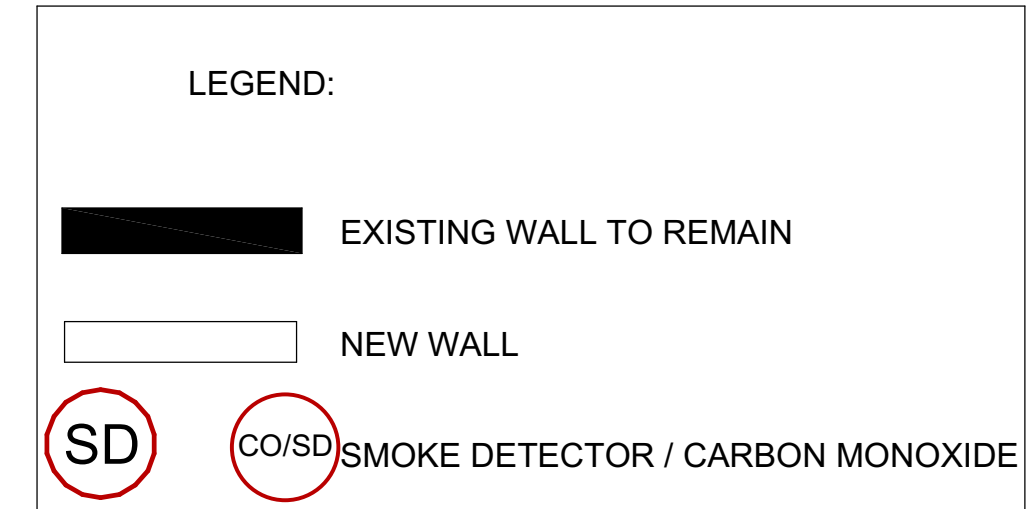 LEGEND:
EXISTING WALL TO REMAIN
NEW WALL
SD CO/SD SMOKE DETECTOR / CARBON MONOXIDE